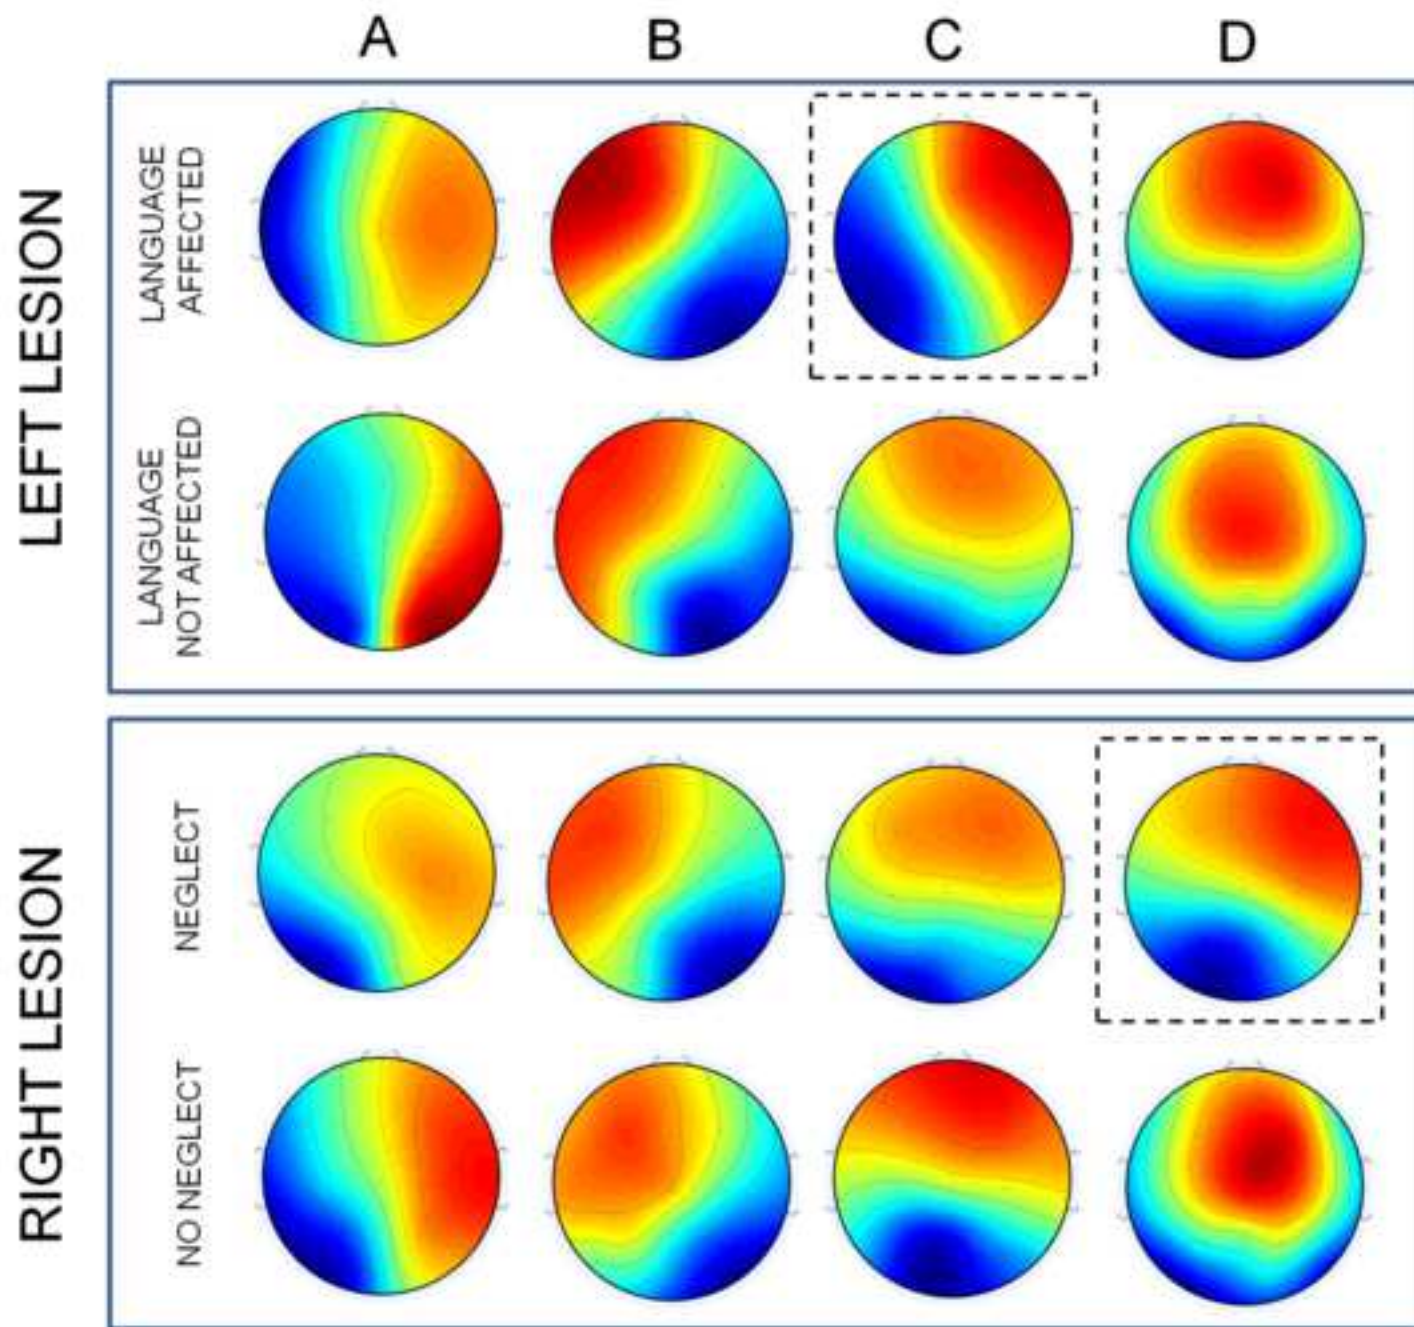 A B C D
LEFT LESION
LANGUAGE
AFFECTED
LANGUAGE
NOT AFFECTED
RIGHT LESION
NEGLECT
NO NEGLECT